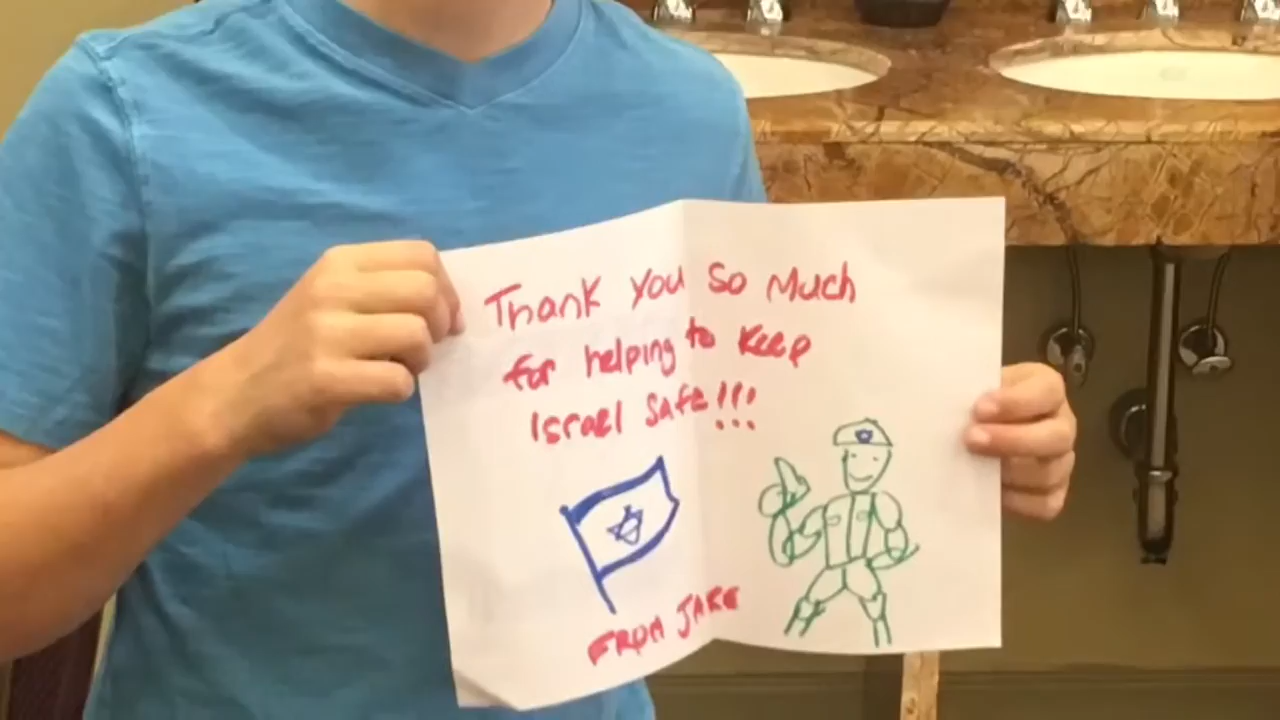 Thank you so much
for helping to keep
Israel safe!!!
FROM JAKE